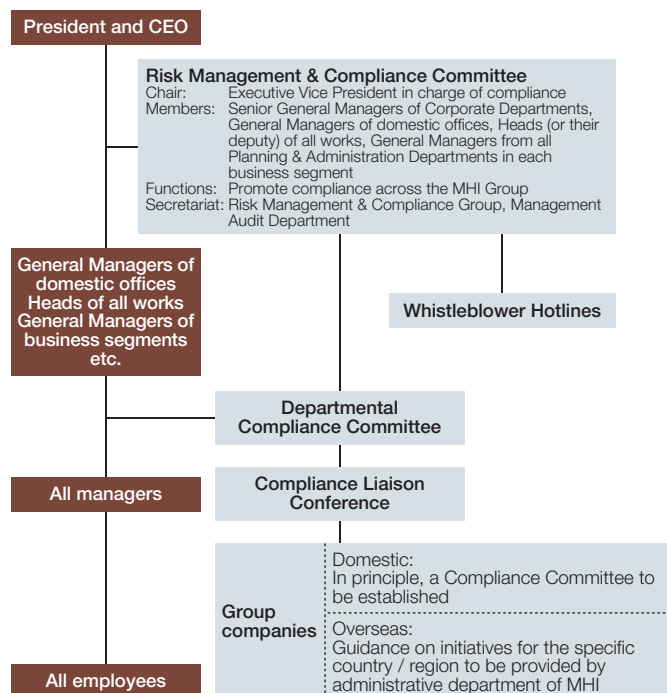 President and CEO
Risk Management & Compliance Committee
Chair: Executive Vice President in charge of compliance
Members: Senior General Managers of Corporate Departments,
General Managers of domestic offices, Heads (or their
deputy) of all works, General Managers from all
Planning & Administration Departments in each
business segment
Functions: Promote compliance across the MHI Group
Secretariat: Risk Management & Compliance Group, Management
Audit Department
General Managers of
domestic offices
Heads of all works
General Managers of
business segments
etc.
Whistleblower Hotlines
Departmental
Compliance Committee
All managers
Compliance Liaison
Conference
Group
companies
Domestic:
In principle, a Compliance Committee to
be established
Overseas:
Guidance on initiatives for the specific
country / region to be provided by
administrative department of MHI
All employees